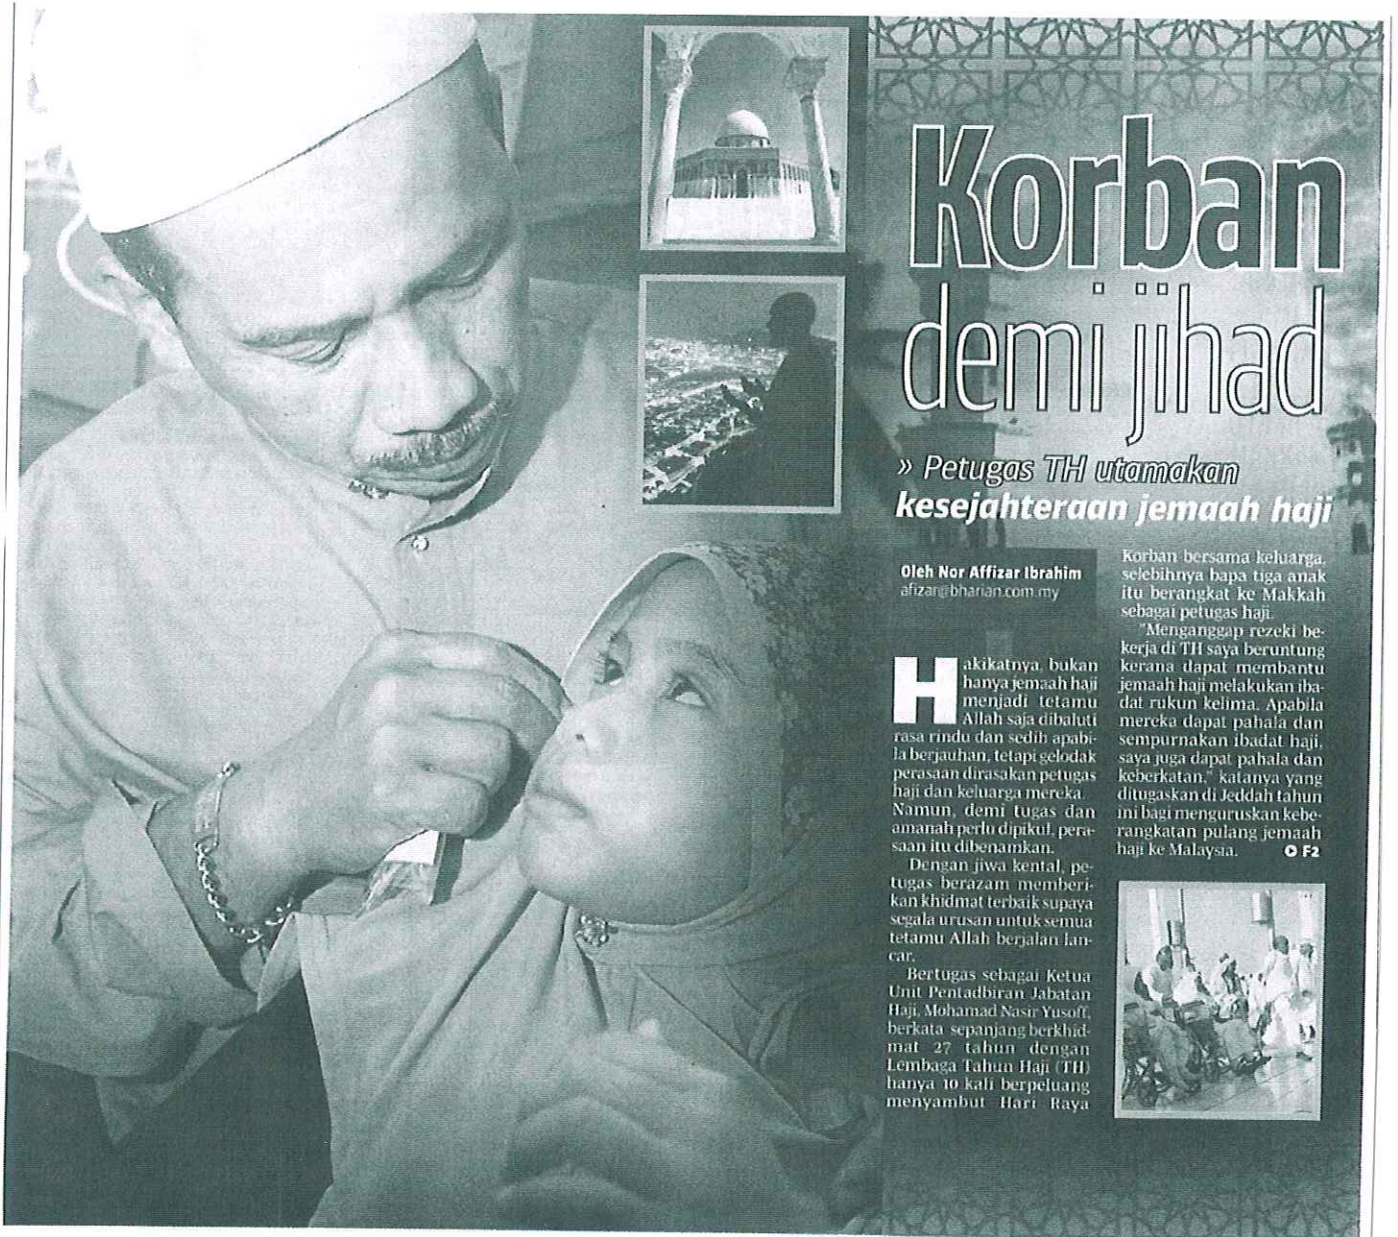 Korban
demi jihad
» Petugas TH utamakan
kesejahteraan jemaah haji
Oleh Nor Affizar Ibrahim
afizar@bharian.com.my
Hakikatnya, bukan
hanya jemaah haji
menjadi tetamu
Allah saja dibaluti
rasa rindu dan sedih apabi-
la berjauhan, tetapi gelodak
perasaan dirasakan petugas
haji dan keluarga mereka.
Namun, demi tugas dan
amanah perlu dipikul, pera-
saan itu dibenamkan.
Dengan jiwa kental, pe-
tugas berazam memberi-
kan khidmat terbaik supaya
segala urusan untuk semua
tetamu Allah berjalan lan-
car.
Bertugas sebagai Ketua
Unit Pentadbiran Jabatan
Haji, Mohamad Nasir Yusoff,
berkata sepanjang berkhid-
mat 27 tahun dengan
Lembaga Tahun Haji (TH)
hanya 10 kali berpeluang
menyambut Hari Raya
Korban bersama keluarga,
selebihnya bapa tiga anak
itu berangkat ke Makkah
sebagai petugas haji.
"Menganggap rezeki be-
kerja di TH saya beruntung
kerana dapat membantu
jemaah haji melakukan iba-
dat rukun kelima. Apabila
mereka dapat pahala dan
sempurnakan ibadat haji,
saya juga dapat pahala dan
keberkatan," katanya yang
ditugaskan di Jeddah tahun
ini bagi menguruskan kebe-
rangkatan pulang jemaah
haji ke Malaysia. F2